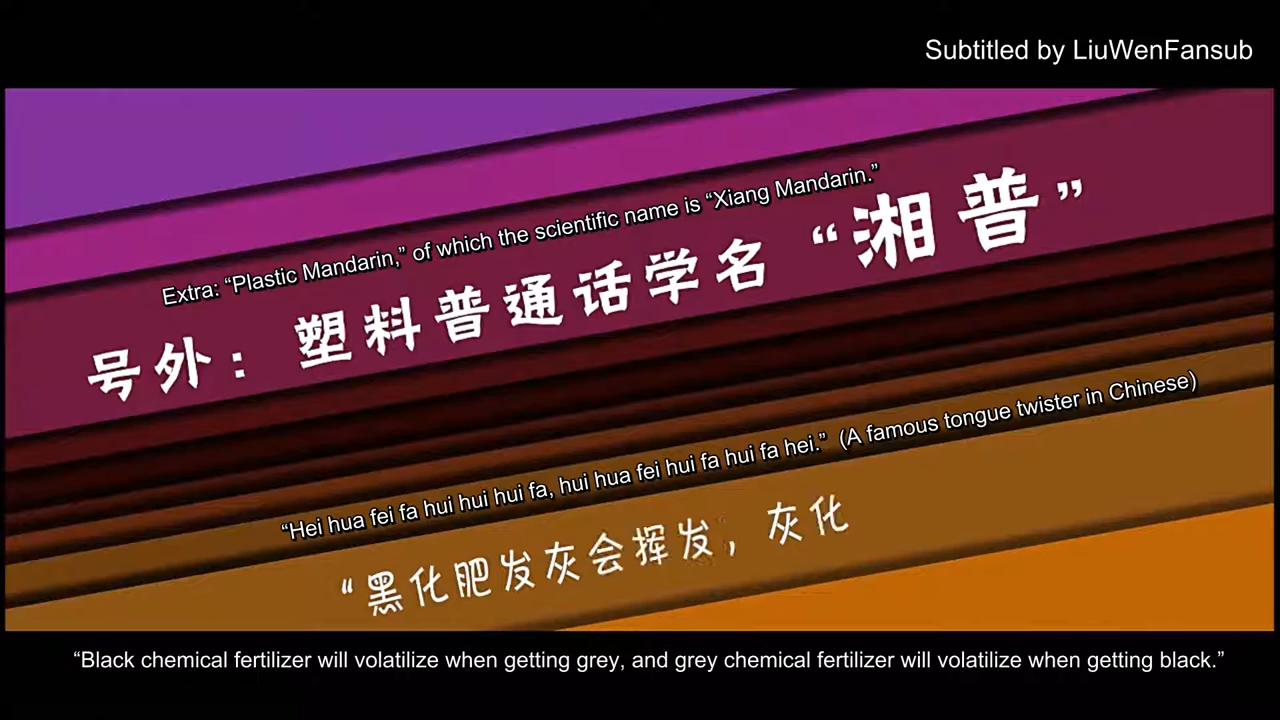 Subtitled by LiuWenFansub
Extra: “Plastic Mandarin,” of which the scientific name is “Xiang Mandarin.”
号外：塑料普通话学名“湘普”
“Hei hua fei fa hui hui hui fa, hui hua fei hui fa hui fa hei.” (A famous tongue twister in Chinese)
“黑化肥发灰会挥发，灰化
“Black chemical fertilizer will volatilize when getting grey, and grey chemical fertilizer will volatilize when getting black.”